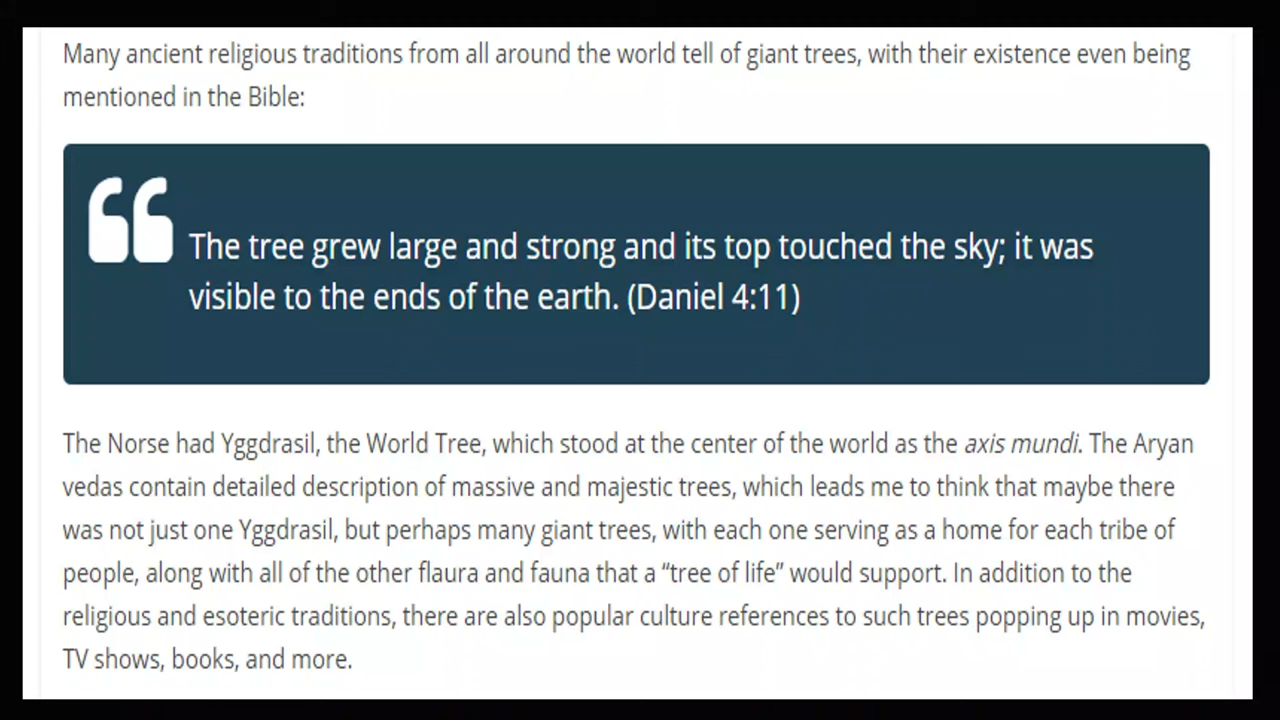 Many ancient religious traditions from all around the world tell of giant trees, with their existence even being
mentioned in the Bible:
“
The tree grew large and strong and its top touched the sky; it was
visible to the ends of the earth. (Daniel 4:11)
The Norse had Yggdrasil, the World Tree, which stood at the center of the world as the axis mundi. The Aryan
vedas contain detailed description of massive and majestic trees, which leads me to think that maybe there
was not just one Yggdrasil, but perhaps many giant trees, with each one serving as a home for each tribe of
people, along with all of the other flaura and fauna that a “tree of life” would support. In addition to the
religious and esoteric traditions, there are also popular culture references to such trees popping up in movies,
TV shows, books, and more.